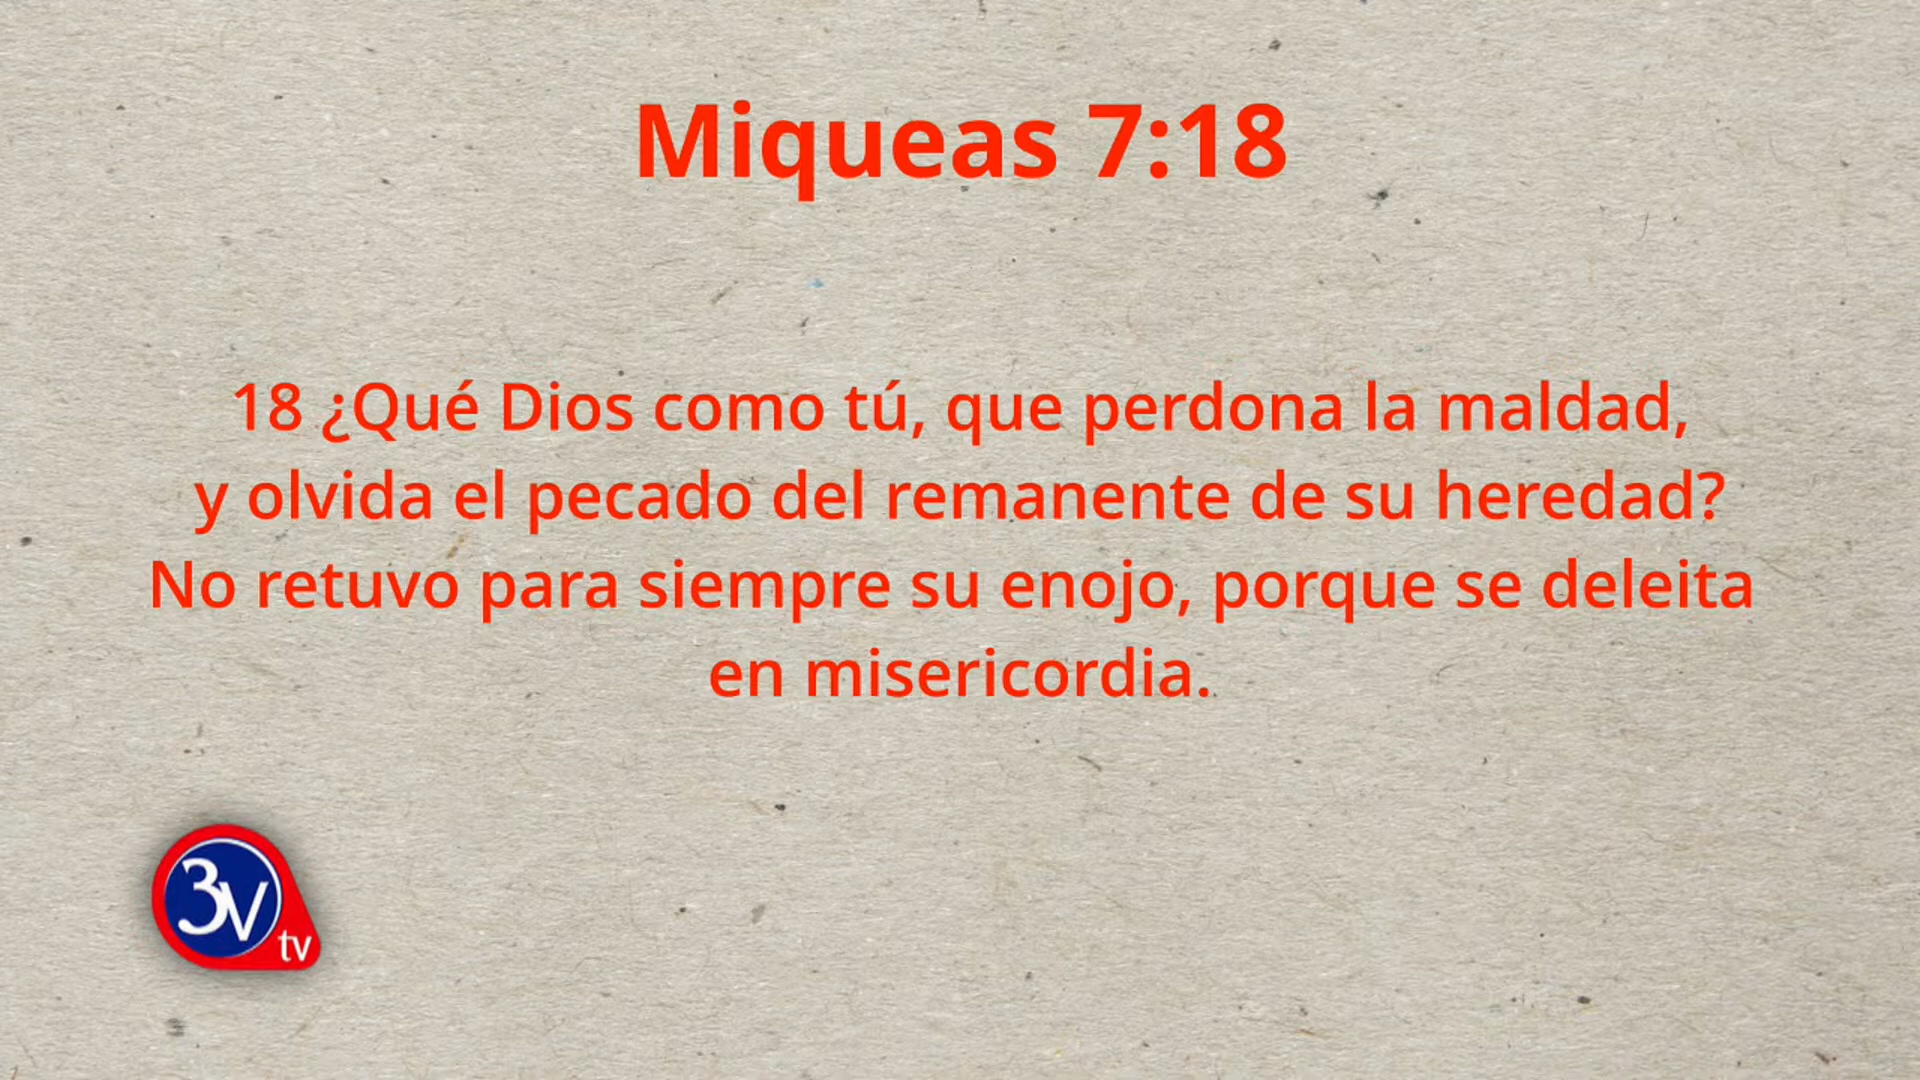 Miqueas 7:18
18 ¿Qué Dios como tú, que perdona la maldad,
y olvida el pecado del remanente de su heredad?
No retuvo para siempre su enojo, porque se deleita
en misericordia.
3V
tv